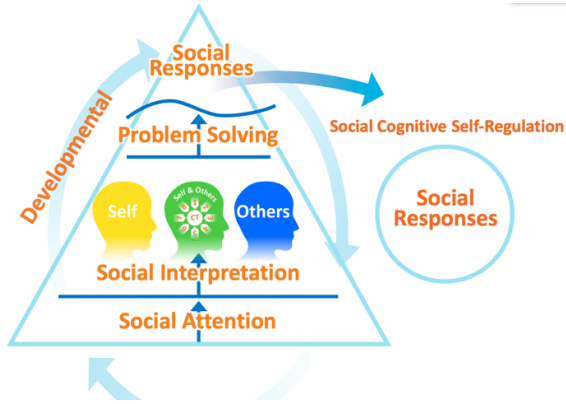 Social
Responses
Developmental
Problem Solving
Social Cognitive Self-Regulation
Self
Self & Others
CT
Others
Social
Responses
Social Interpretation
Social Attention